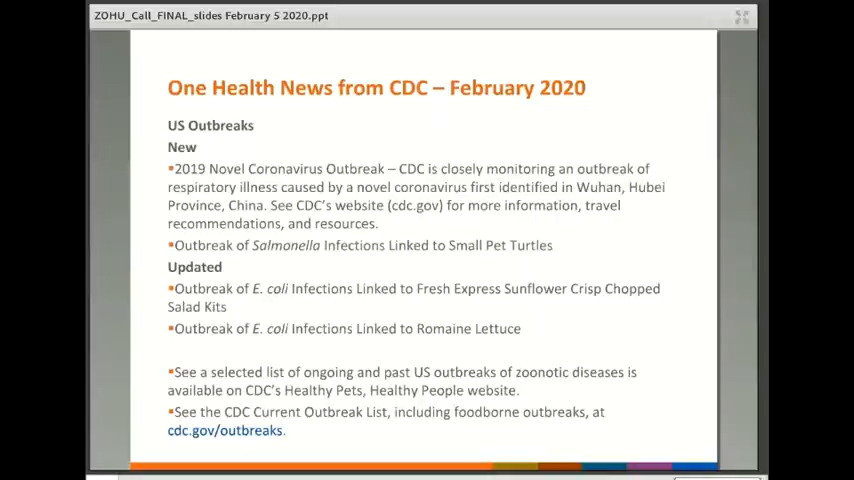 ZOHU_Call_FINAL_slides February 5 2020.ppt
One Health News from CDC – February 2020
US Outbreaks
New
▪2019 Novel Coronavirus Outbreak – CDC is closely monitoring an outbreak of
respiratory illness caused by a novel coronavirus first identified in Wuhan, Hubei
Province, China. See CDC's website (cdc.gov) for more information, travel
recommendations, and resources.
▪Outbreak of Salmonella Infections Linked to Small Pet Turtles
Updated
▪Outbreak of E. coli Infections Linked to Fresh Express Sunflower Crisp Chopped
Salad Kits
▪Outbreak of E. coli Infections Linked to Romaine Lettuce
▪See a selected list of ongoing and past US outbreaks of zoonotic diseases is
available on CDC's Healthy Pets, Healthy People website.
▪See the CDC Current Outbreak List, including foodborne outbreaks, at
cdc.gov/outbreaks.